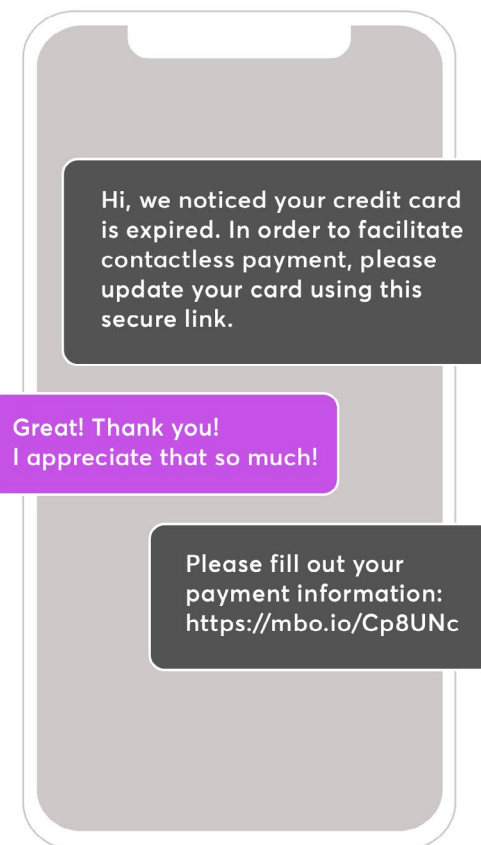 Hi, we noticed your credit card
is expired. In order to facilitate
contactless payment, please
update your card using this
secure link.
Great! Thank you!
I appreciate that so much!
Please fill out your
payment information:
https://mbo.io/Cp8UNc